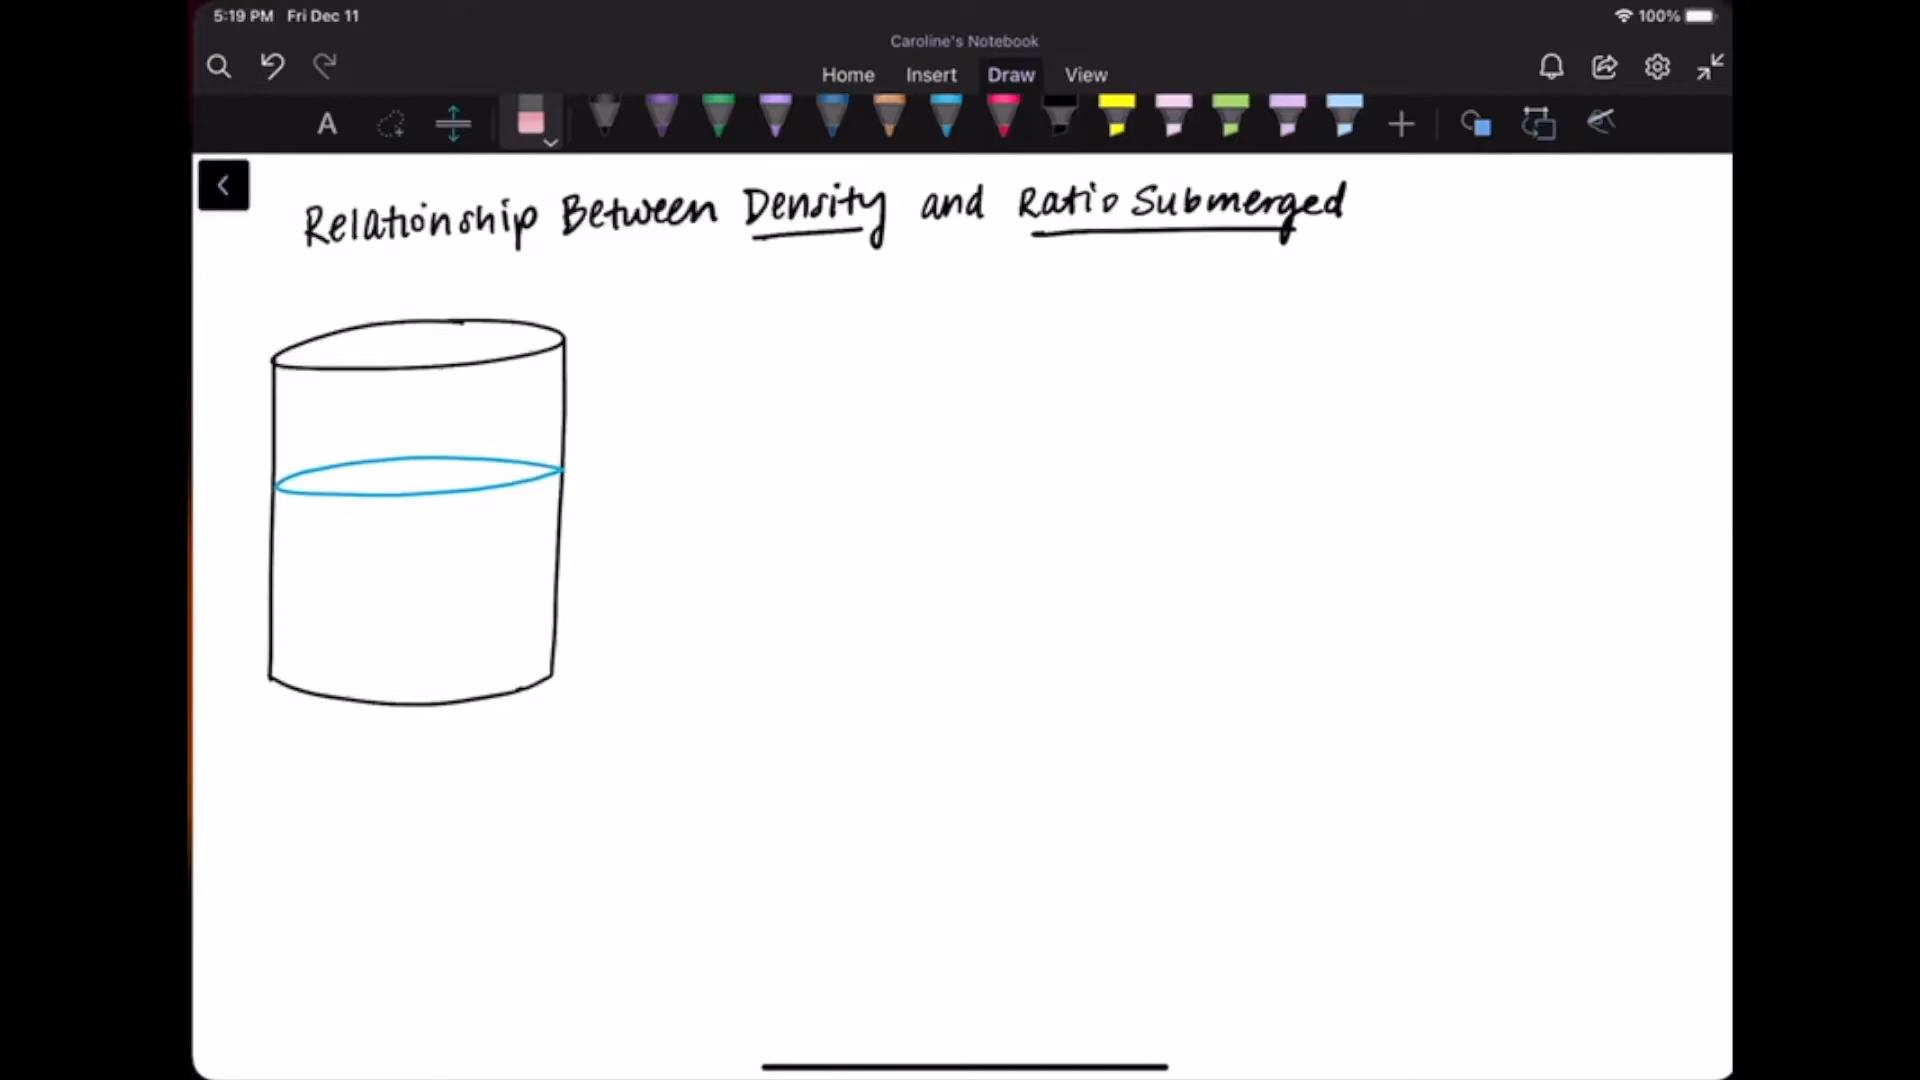 5:19 PM Fri Dec 11
100%
Caroline's Notebook
Home Insert Draw View
A
Relationship Between Density and Ratio Submerged